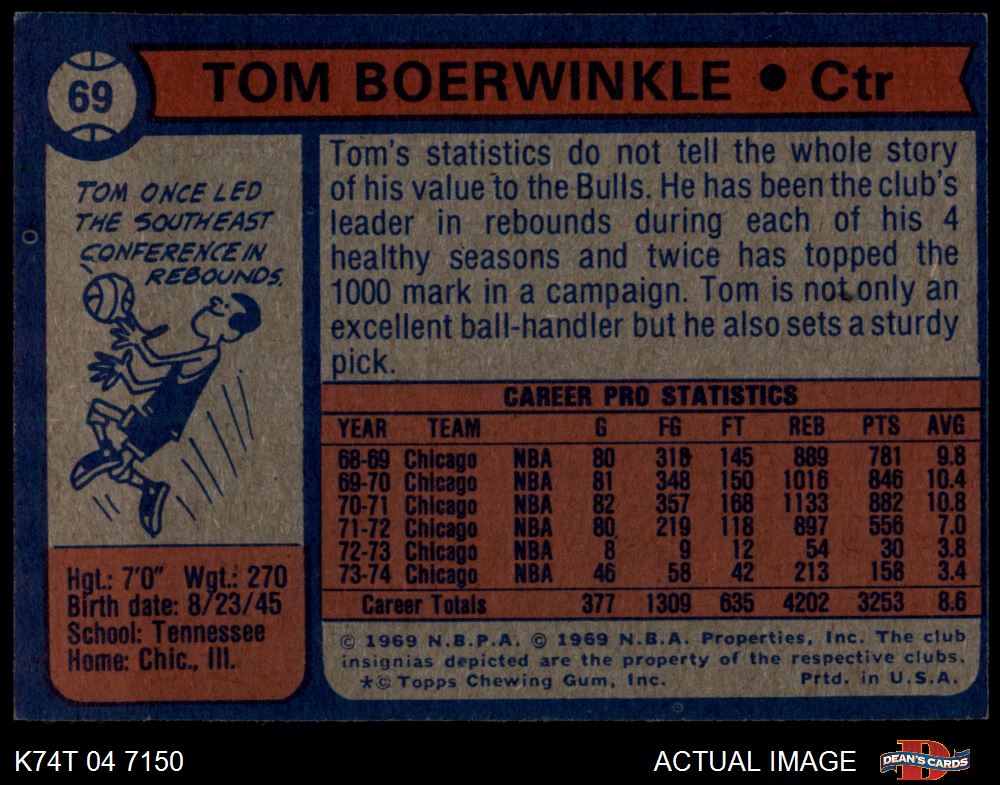 69
TOM BOERWINKLE • Ctr
TOM ONCE LED
THE SOUTHEAST
CONFERENCE IN
REBOUNDS.
Tom's statistics do not tell the whole story
of his value to the Bulls. He has been the club's
leader in rebounds during each of his 4
healthy seasons and twice has topped the
1000 mark in a campaign. Tom is not only an
excellent ball-handler but he also sets a sturdy
pick.
CAREER PRO STATISTICS
YEAR TEAM G FG FT REB PTS AVG
68-69 Chicago NBA 80 318 145 889 781 9.8
69-70 Chicago NBA 81 348 150 1016 846 10.4
70-71 Chicago NBA 82 357 168 1133 882 10.8
71-72 Chicago NBA 80 219 118 897 556 7.0
72-73 Chicago NBA 8 9 12 54 30 3.8
73-74 Chicago NBA 46 58 42 213 158 3.4
Career Totals 377 1309 635 4202 3253 8.6
Hgt.: 7'0" Wgt.: 270
Birth date: 8/23/45
School: Tennessee
Home: Chic., Ill.
© 1969 N.B.P.A. © 1969 N.B.A. Properties, Inc. The club
insignias depicted are the property of the respective clubs.
*© Topps Chewing Gum, Inc. Prtd. in U.S.A.
K74T 04 7150
ACTUAL IMAGE
D
DEAN'S CARDS